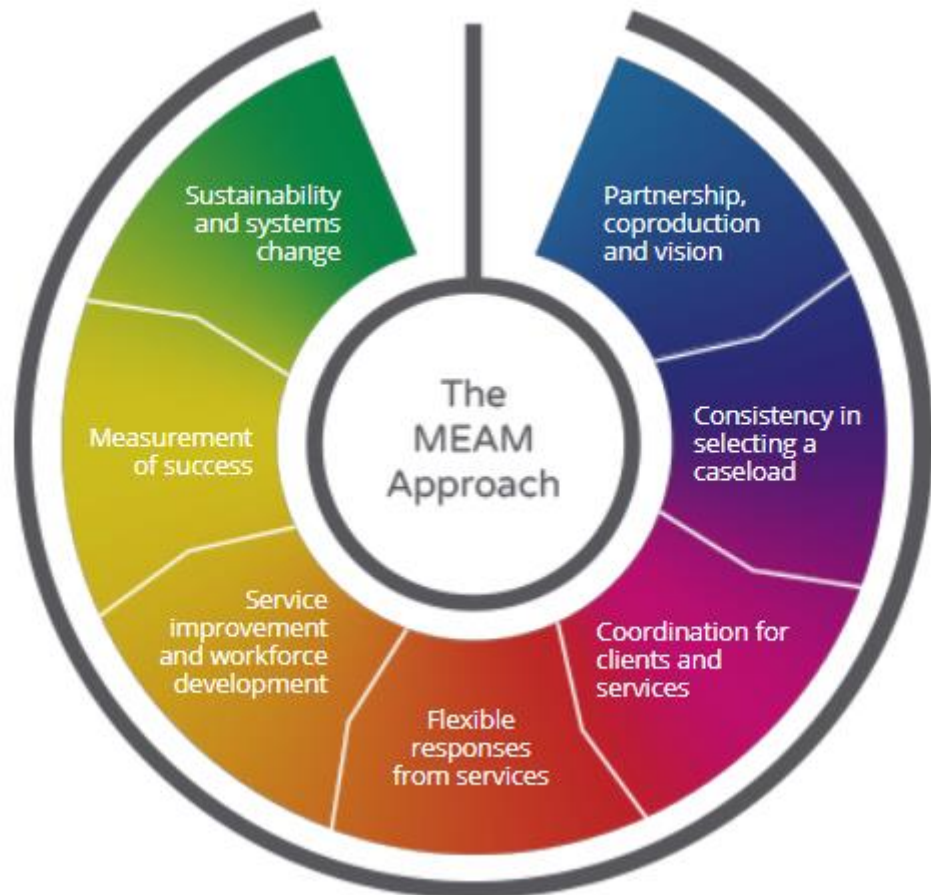 The
MEAM
Approach
Partnership,
coproduction
and vision
Consistency in
selecting a
caseload
Coordination for
clients and
services
Flexible
responses
from services
Service
improvement
and workforce
development
Measurement
of success
Sustainability
and systems
change